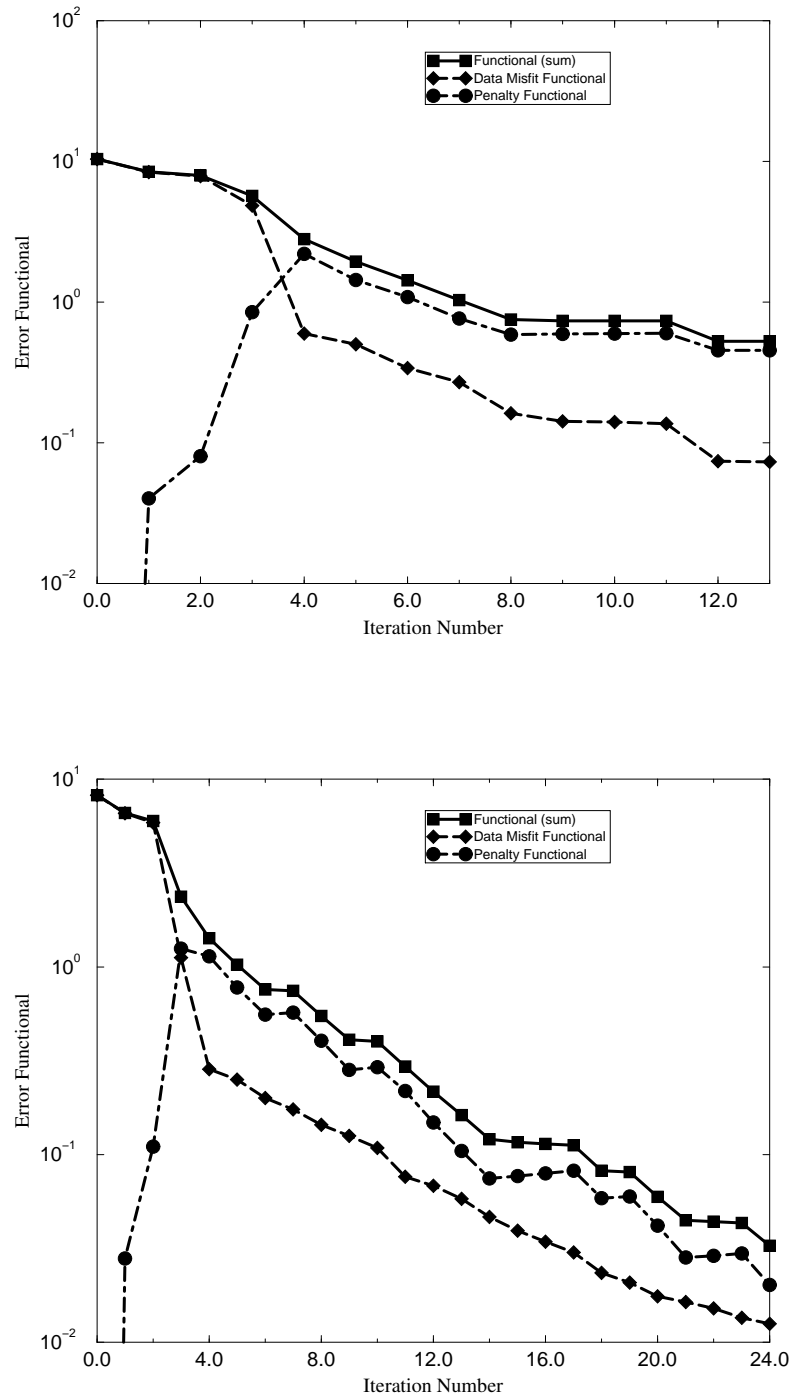 10^2
Functional (sum)
Data Misfit Functional
Penalty Functional
10^1
10^0
10^−1
10^−2
Error Functional
0.0 2.0 4.0 6.0 8.0 10.0 12.0
Iteration Number
10^1
Functional (sum)
Data Misfit Functional
Penalty Functional
10^0
10^−1
10^−2
Error Functional
0.0 4.0 8.0 12.0 16.0 20.0 24.0
Iteration Number